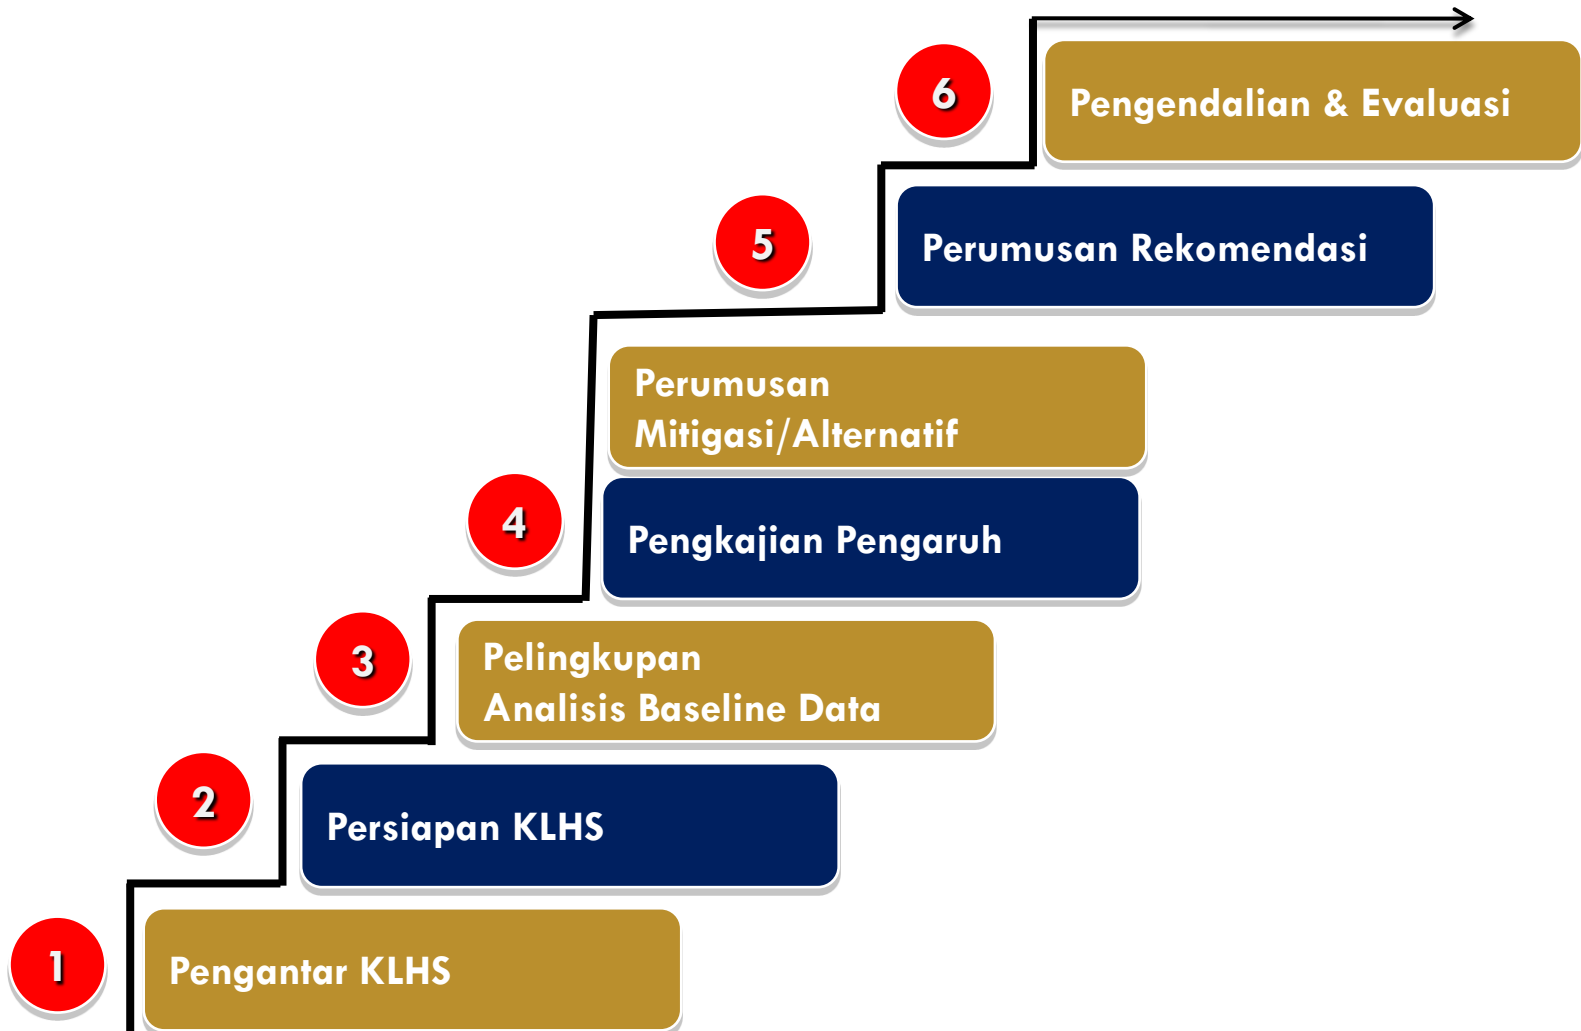 6
Pengendalian & Evaluasi
5
Perumusan Rekomendasi
Perumusan
Mitigasi/Alternatif
4
Pengkajian Pengaruh
3
Pelingkupan
Analisis Baseline Data
2
Persiapan KLHS
1
Pengantar KLHS